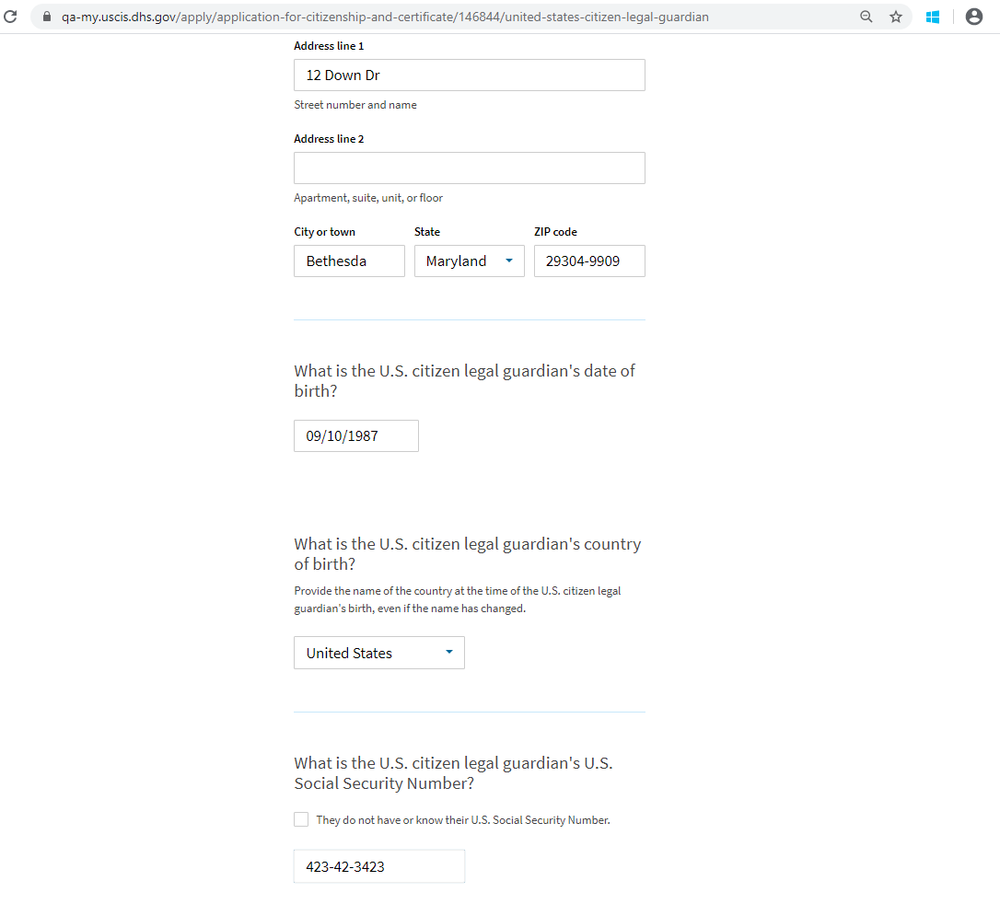 qa-my.uscis.dhs.gov/apply/application-for-citizenship-and-certificate/146844/united-states-citizen-legal-guardian
Address line 1
12 Down Dr
Street number and name
Address line 2
Apartment, suite, unit, or floor
City or town State ZIP code
Bethesda Maryland 29304-9909
What is the U.S. citizen legal guardian's date of
birth?
09/10/1987
What is the U.S. citizen legal guardian's country
of birth?
Provide the name of the country at the time of the U.S. citizen legal
guardian's birth, even if the name has changed.
United States
What is the U.S. citizen legal guardian's U.S.
Social Security Number?
They do not have or know their U.S. Social Security Number.
423-42-3423